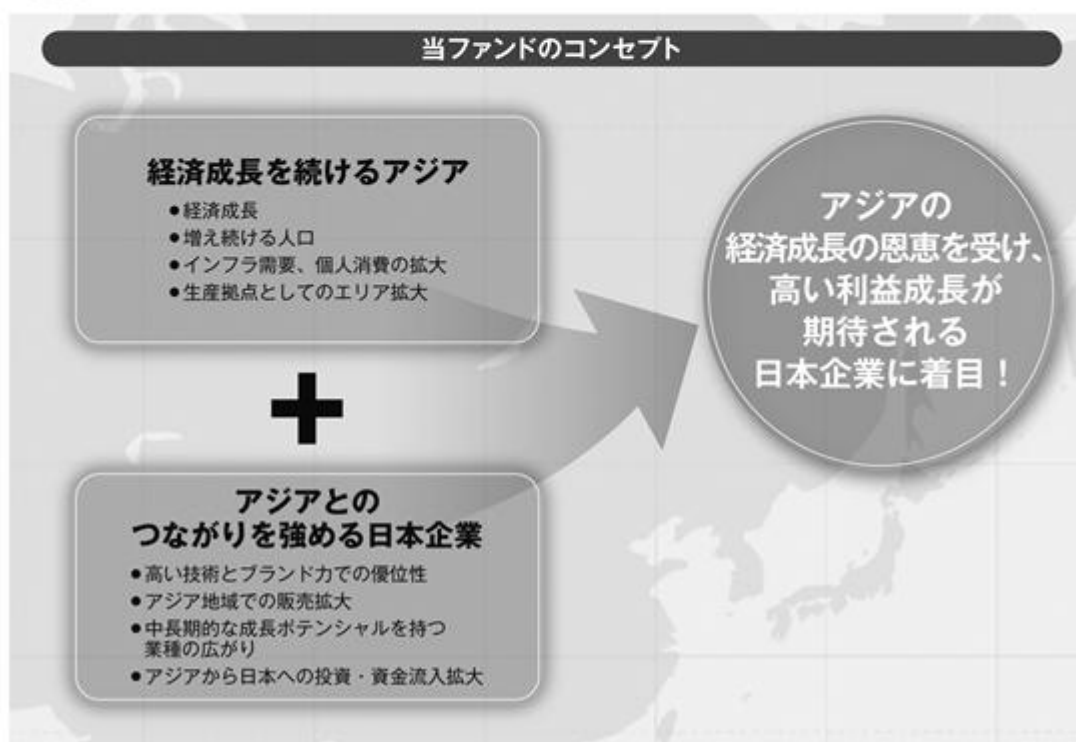 当ファンドのコンセプト
経済成長を続けるアジア
●経済成長
●増え続ける人口
●インフラ需要、個人消費の拡大
●生産拠点としてのエリア拡大
+
アジアとの
つながりを強める日本企業
●高い技術とブランド力での優位性
●アジア地域での販売拡大
●中長期的な成長ポテンシャルを持つ
業種の広がり
●アジアから日本への投資・資金流入拡大
アジアの
経済成長の恩恵を受け、
高い利益成長が
期待される
日本企業に着目！